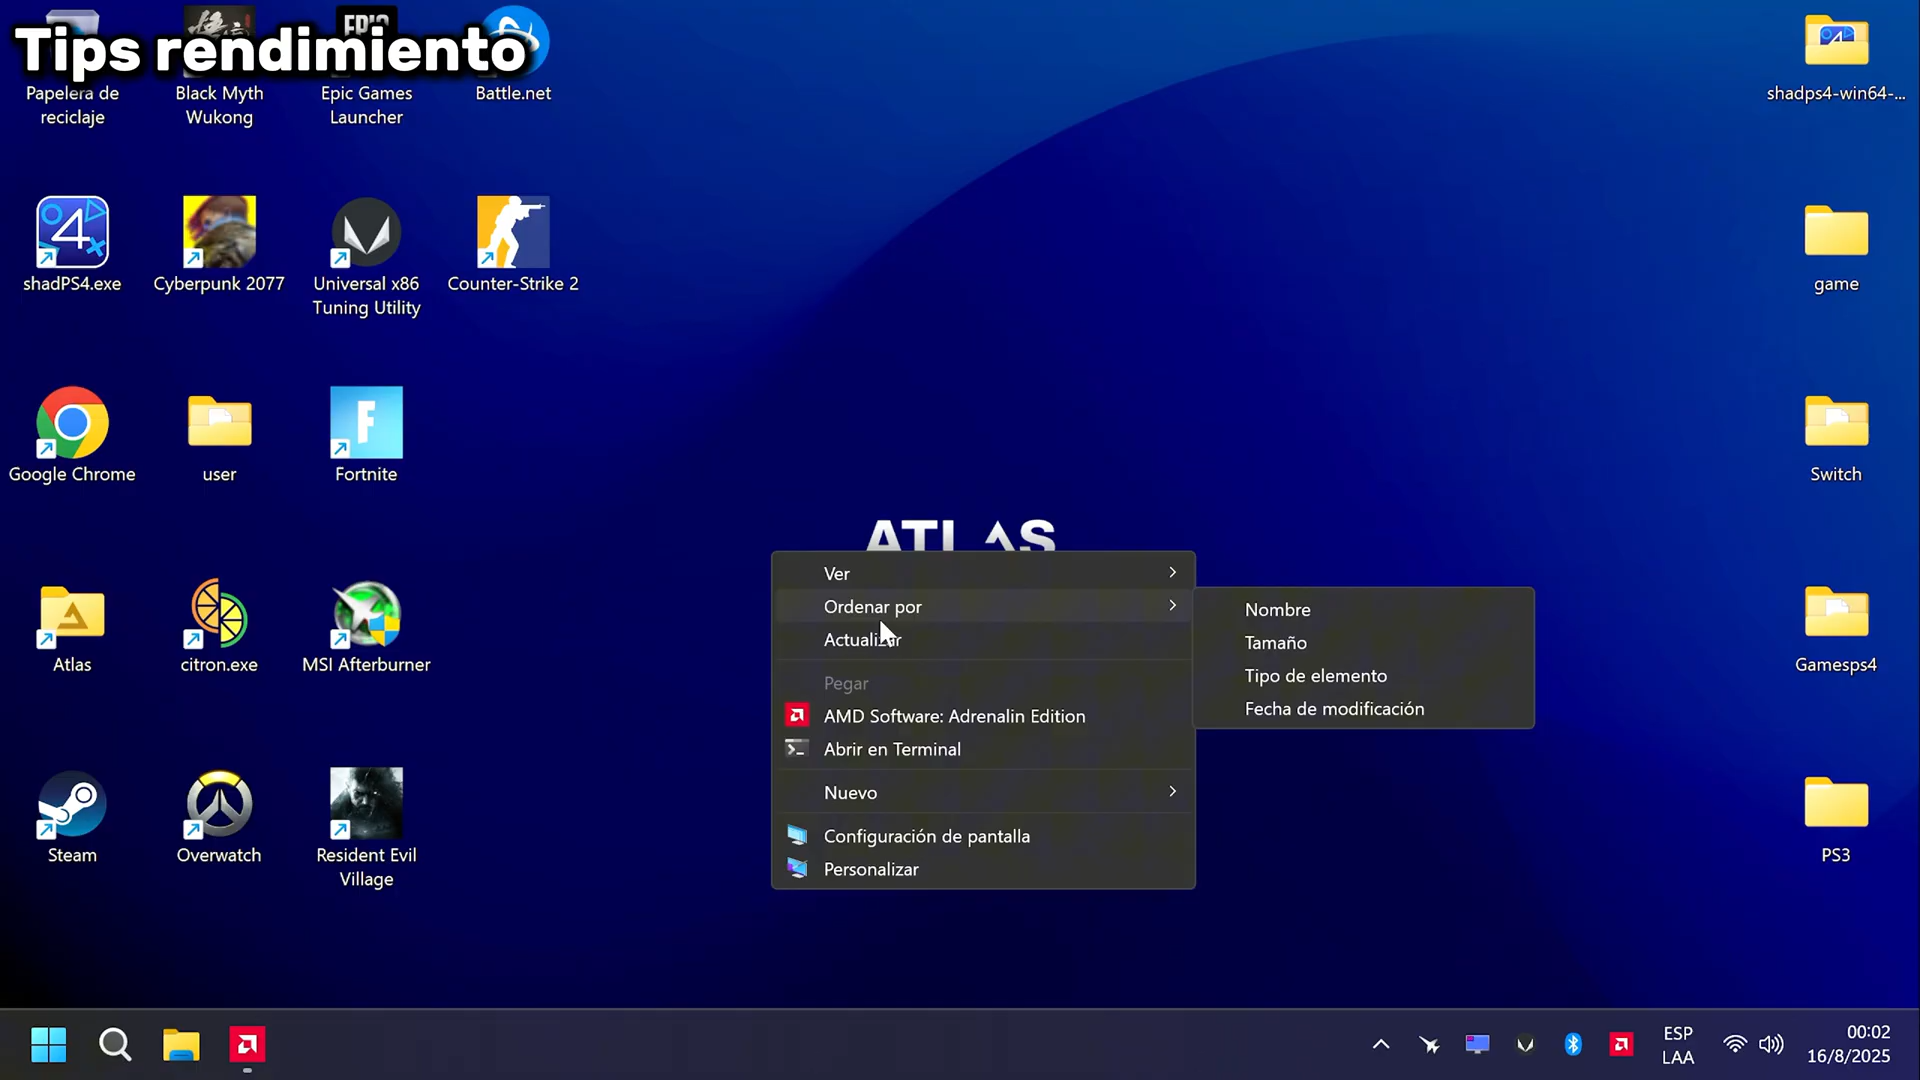 Tips rendimiento
Papelera de
reciclaje
Black Myth
Wukong
EPIC
Epic Games
Launcher
Battle.net
shadps4-win64-...
shadPS4.exe
Cyberpunk 2077
Universal x86
Tuning Utility
Counter-Strike 2
game
Google Chrome
user
Fortnite
Switch
Atlas
citron.exe
MSI Afterburner
Gamesps4
Steam
Overwatch
Resident Evil
Village
PS3
ATLAS
Ver
Ordenar por
Actualizar
Pegar
AMD Software: Adrenalin Edition
Abrir en Terminal
Nuevo
Configuración de pantalla
Personalizar
Nombre
Tamaño
Tipo de elemento
Fecha de modificación
ESP
LAA
00:02
16/8/2025